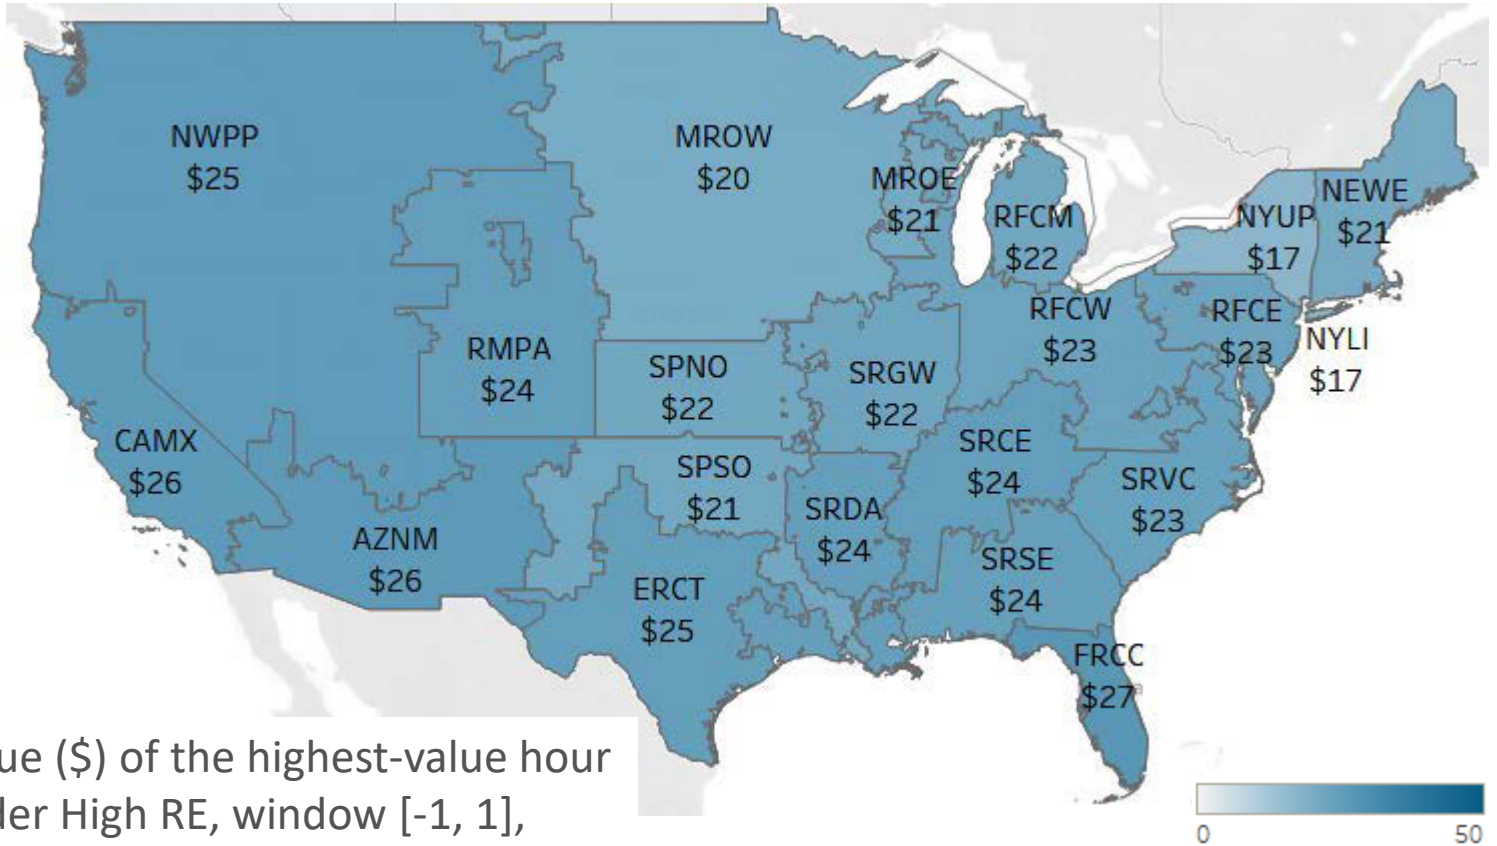 NWPP
$25
MROW
$20
MROE
$21
RFCM
$22
NYUP
$17
NEWE
$21
RMPA
$24
SPNO
$22
SRGW
$22
RFCW
$23
RFCE
$23
NYLI
$17
CAMX
$26
AZNM
$26
SPSO
$21
SRDA
$24
SRCE
$24
SRVC
$23
ERCT
$25
SRSE
$24
FRCC
$27
ue ($) of the highest-value hour
der High RE, window [-1, 1],
0
50